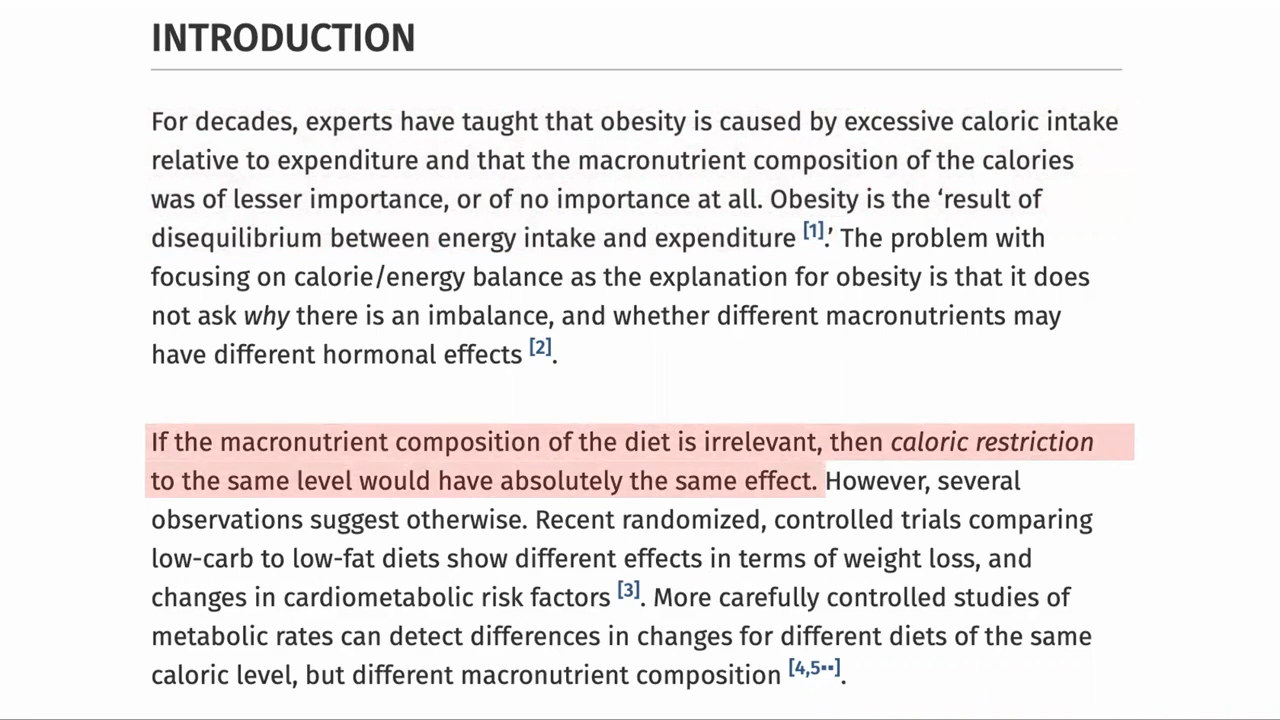 INTRODUCTION
For decades, experts have taught that obesity is caused by excessive caloric intake
relative to expenditure and that the macronutrient composition of the calories
was of lesser importance, or of no importance at all. Obesity is the ‘result of
disequilibrium between energy intake and expenditure [1].’ The problem with
focusing on calorie/energy balance as the explanation for obesity is that it does
not ask why there is an imbalance, and whether different macronutrients may
have different hormonal effects [2].
If the macronutrient composition of the diet is irrelevant, then caloric restriction
to the same level would have absolutely the same effect. However, several
observations suggest otherwise. Recent randomized, controlled trials comparing
low-carb to low-fat diets show different effects in terms of weight loss, and
changes in cardiometabolic risk factors [3]. More carefully controlled studies of
metabolic rates can detect differences in changes for different diets of the same
caloric level, but different macronutrient composition [4,5▪▪].